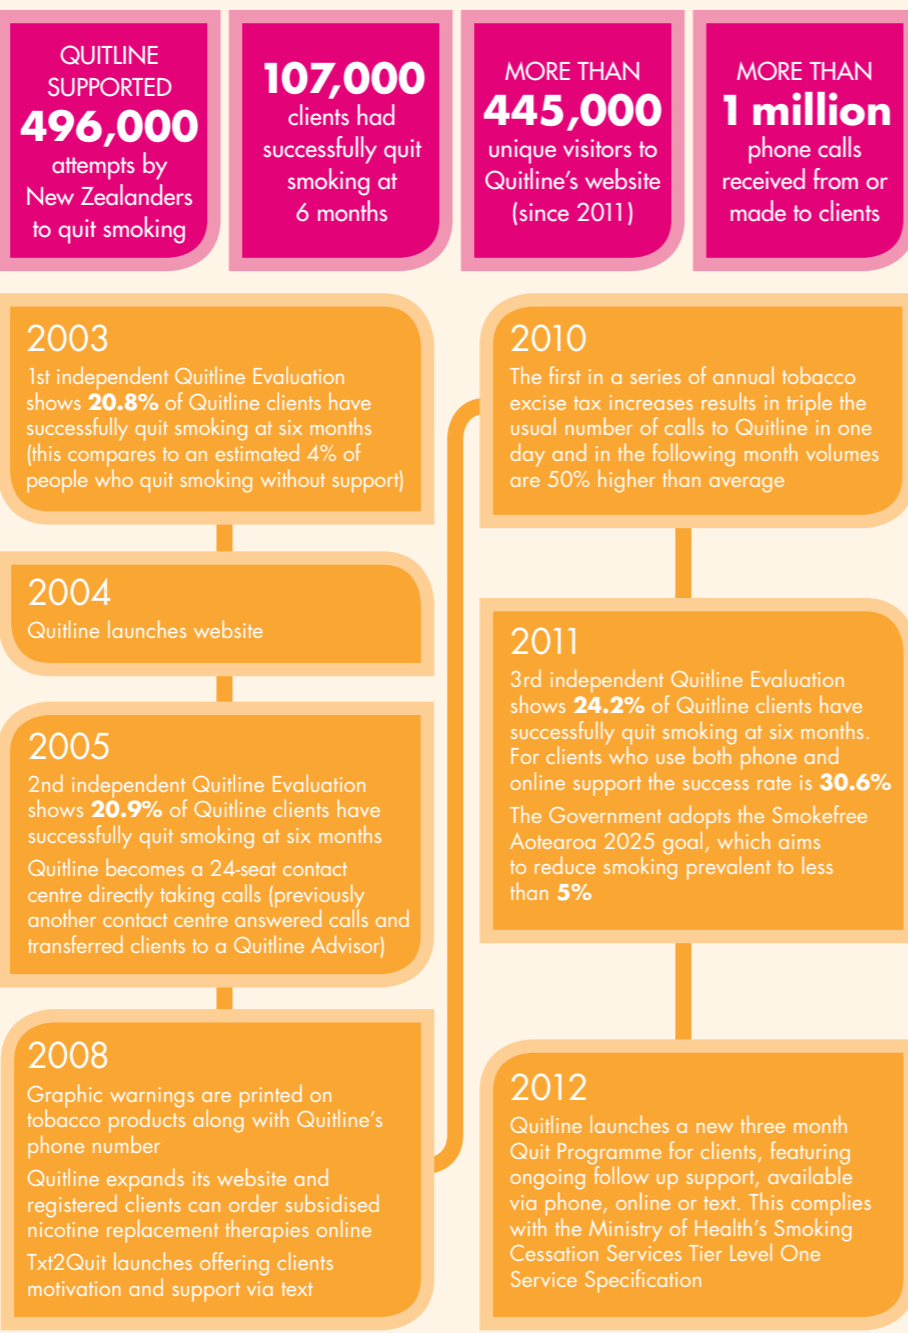 QUITLINE
SUPPORTED
496,000
attempts by
New Zealanders
to quit smoking
107,000
clients had
successfully quit
smoking at
6 months
MORE THAN
445,000
unique visitors to
Quitline's website
(since 2011)
MORE THAN
1 million
phone calls
received from or
made to clients
2003
1st independent Quitline Evaluation
shows 20.8% of Quitline clients have
successfully quit smoking at six months
(this compares to an estimated 4% of
people who quit smoking without support)
2004
Quitline launches website
2005
2nd independent Quitline Evaluation
shows 20.9% of Quitline clients have
successfully quit smoking at six months
Quitline becomes a 24-seat contact
centre directly taking calls (previously
another contact centre answered calls and
transferred clients to a Quitline Advisor)
2008
Graphic warnings are printed on
tobacco products along with Quitline's
phone number
Quitline expands its website and
registered clients can order subsidised
nicotine replacement therapies online
Txt2Quit launches offering clients
motivation and support via text
2010
The first in a series of annual tobacco
excise tax increases results in triple the
usual number of calls to Quitline in one
day and in the following month volumes
are 50% higher than average
2011
3rd independent Quitline Evaluation
shows 24.2% of Quitline clients have
successfully quit smoking at six months.
For clients who use both phone and
online support the success rate is 30.6%
The Government adopts the Smokefree
Aotearoa 2025 goal, which aims
to reduce smoking prevalent to less
than 5%
2012
Quitline launches a new three month
Quit Programme for clients, featuring
ongoing follow up support, available
via phone, online or text. This complies
with the Ministry of Health's Smoking
Cessation Services Tier Level One
Service Specification